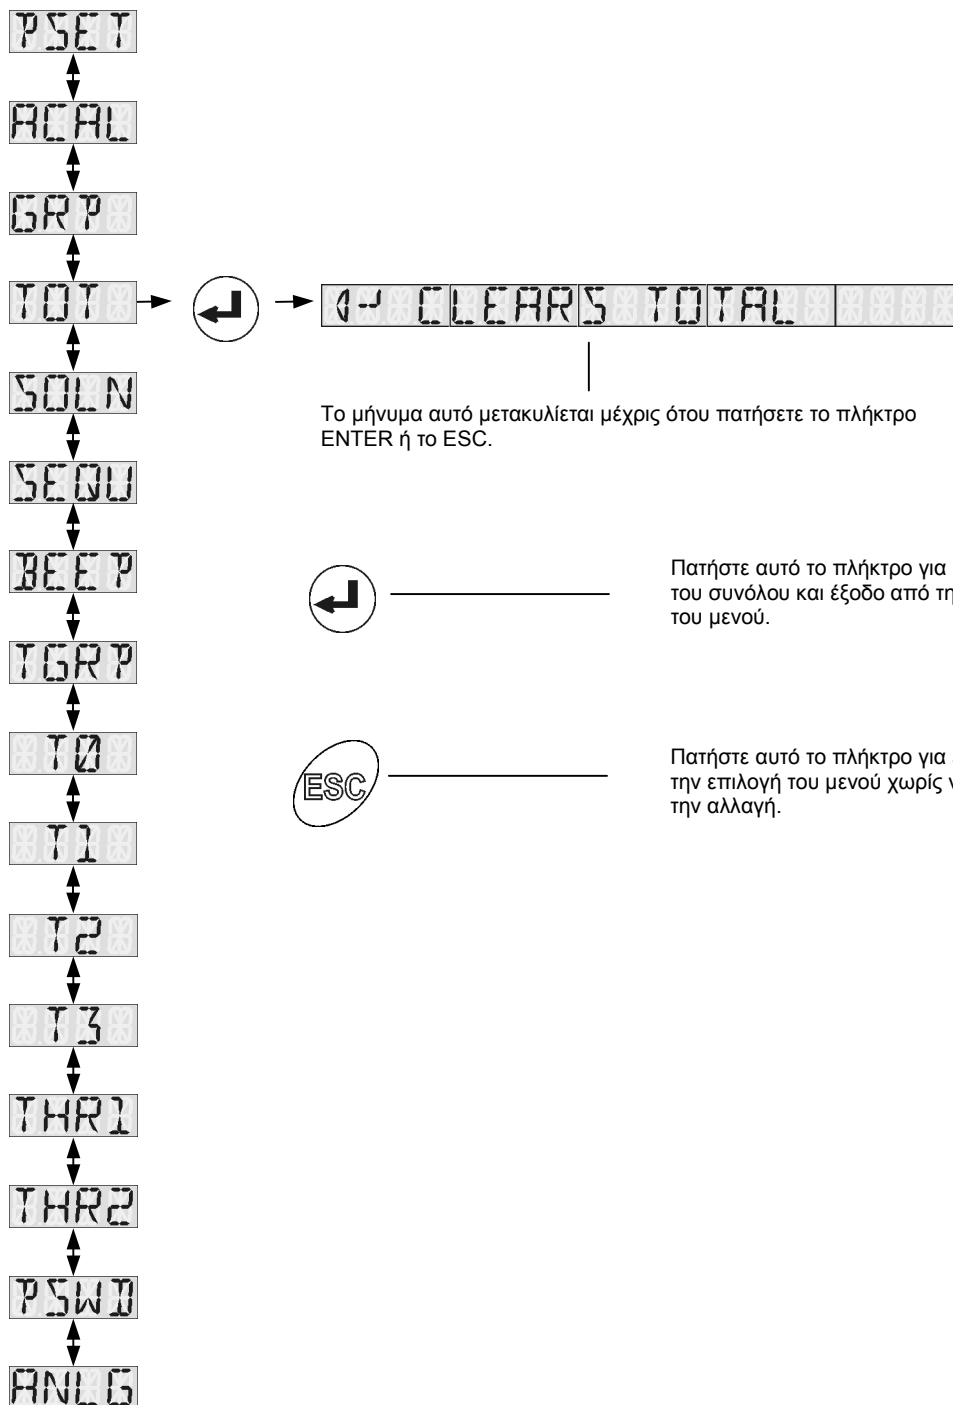 PSET
ACAL
GRP
TOT
↵ CLEARS TOTAL
SOLN
Το μήνυμα αυτό μετακυλίεται μέχρις ότου πατήσετε το πλήκτρο
ENTER ή το ESC.
SEQU
BEEP
Πατήστε αυτό το πλήκτρο για
του συνόλου και έξοδο από τη
του μενού.
TGRP
T0
ESC
Πατήστε αυτό το πλήκτρο για
την επιλογή του μενού χωρίς
την αλλαγή.
T1
T2
T3
THR1
THR2
PSWD
ANLG